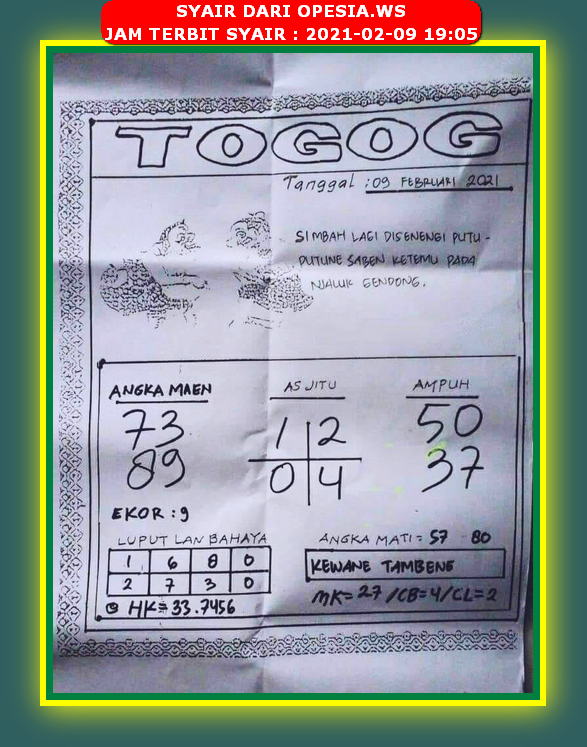 SYAIR DARI OPESIA.WS
JAM TERBIT SYAIR : 2021-02-09 19:05
TOGOG
Tanggal : 09 FEBRUARI 2021
SIMBAH LAGI DISENENGI PUTU-
PUTUNE SABEN KETEMU PADA
NJALUK GENDONG.
ANGKA MAEN AS JITU AMPUH
73 1 2 50
89 0 4 37
EKOR : 9
LUPUT LAN BAHAYA ANGKA MATI = 57 80
1 6 8 0 KEWANE TAMBENG
2 7 3 0 MK=27/CB=4/CL=2
HK=33.7456